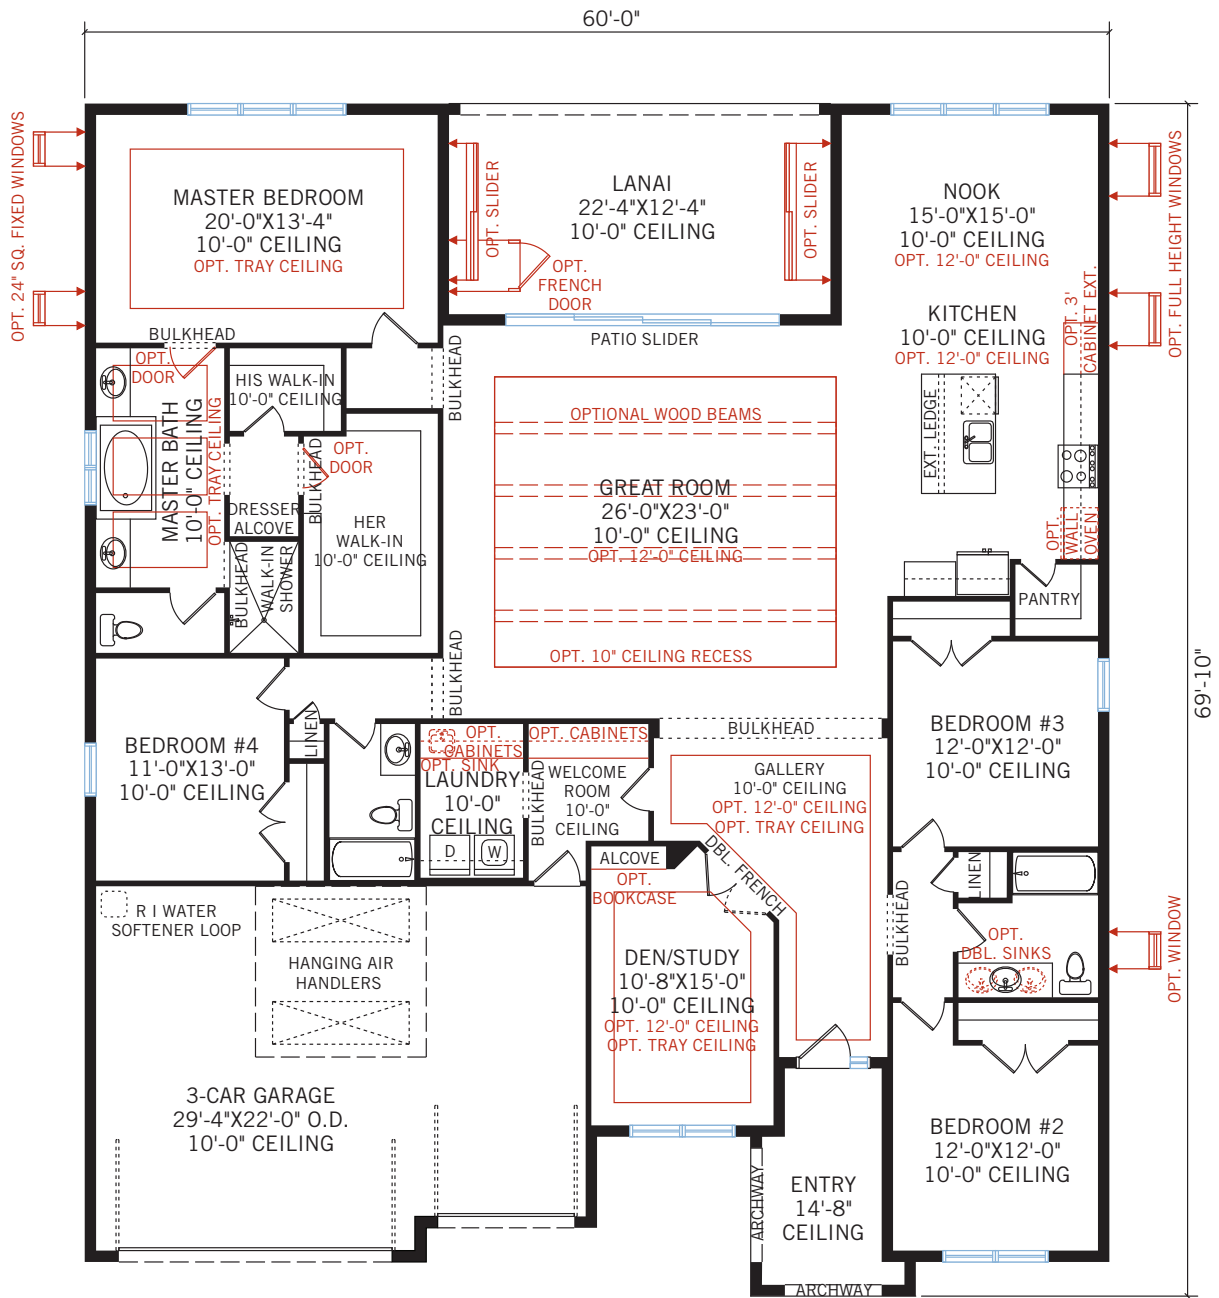 60'-0"
OPT. 24" SQ. FIXED WINDOWS
MASTER BEDROOM
20'-0"X13'-4"
10'-0" CEILING
OPT. TRAY CEILING
OPT. SLIDER
LANAI
22'-4"X12'-4"
10'-0" CEILING
OPT. SLIDER
OPT.
FRENCH
DOOR
NOOK
15'-0"X15'-0"
10'-0" CEILING
OPT. 12'-0" CEILING
OPT. FULL HEIGHT WINDOWS
KITCHEN
10'-0" CEILING
OPT. 12'-0" CEILING
OPT. 3'
CABINET EXT.
BULKHEAD
PATIO SLIDER
OPT.
DOOR
HIS WALK-IN
10'-0" CEILING
BULKHEAD
MASTER BATH
10'-0" CEILING
OPT. TRAY CEILING
OPTIONAL WOOD BEAMS
EXT. LEDGE
OPT.
DOOR
BULKHEAD
DRESSER
ALCOVE
HER
WALK-IN
10'-0" CEILING
GREAT ROOM
26'-0"X23'-0"
10'-0" CEILING
OPT. 12'-0" CEILING
OPT.
WALL
OVEN
BULKHEAD
WALK-IN
SHOWER
PANTRY
OPT. 10" CEILING RECESS
BULKHEAD
69'-10"
BEDROOM #4
11'-0"X13'-0"
10'-0" CEILING
LINEN
OPT.
CABINETS
OPT. SINK
LAUNDRY
10'-0"
CEILING
D
W
OPT. CABINETS
BULKHEAD
WELCOME
ROOM
10'-0"
CEILING
BULKHEAD
GALLERY
10'-0" CEILING
OPT. 12'-0" CEILING
OPT. TRAY CEILING
BEDROOM #3
12'-0"X12'-0"
10'-0" CEILING
DBL. FRENCH
ALCOVE
OPT.
BOOKCASE
LINEN
BULKHEAD
OPT.
DBL. SINKS
OPT. WINDOW
R I WATER
SOFTENER LOOP
HANGING AIR
HANDLERS
DEN/STUDY
10'-8"X15'-0"
10'-0" CEILING
OPT. 12'-0" CEILING
OPT. TRAY CEILING
3-CAR GARAGE
29'-4"X22'-0" O.D.
10'-0" CEILING
BEDROOM #2
12'-0"X12'-0"
10'-0" CEILING
ARCHWAY
ENTRY
14'-8"
CEILING
ARCHWAY